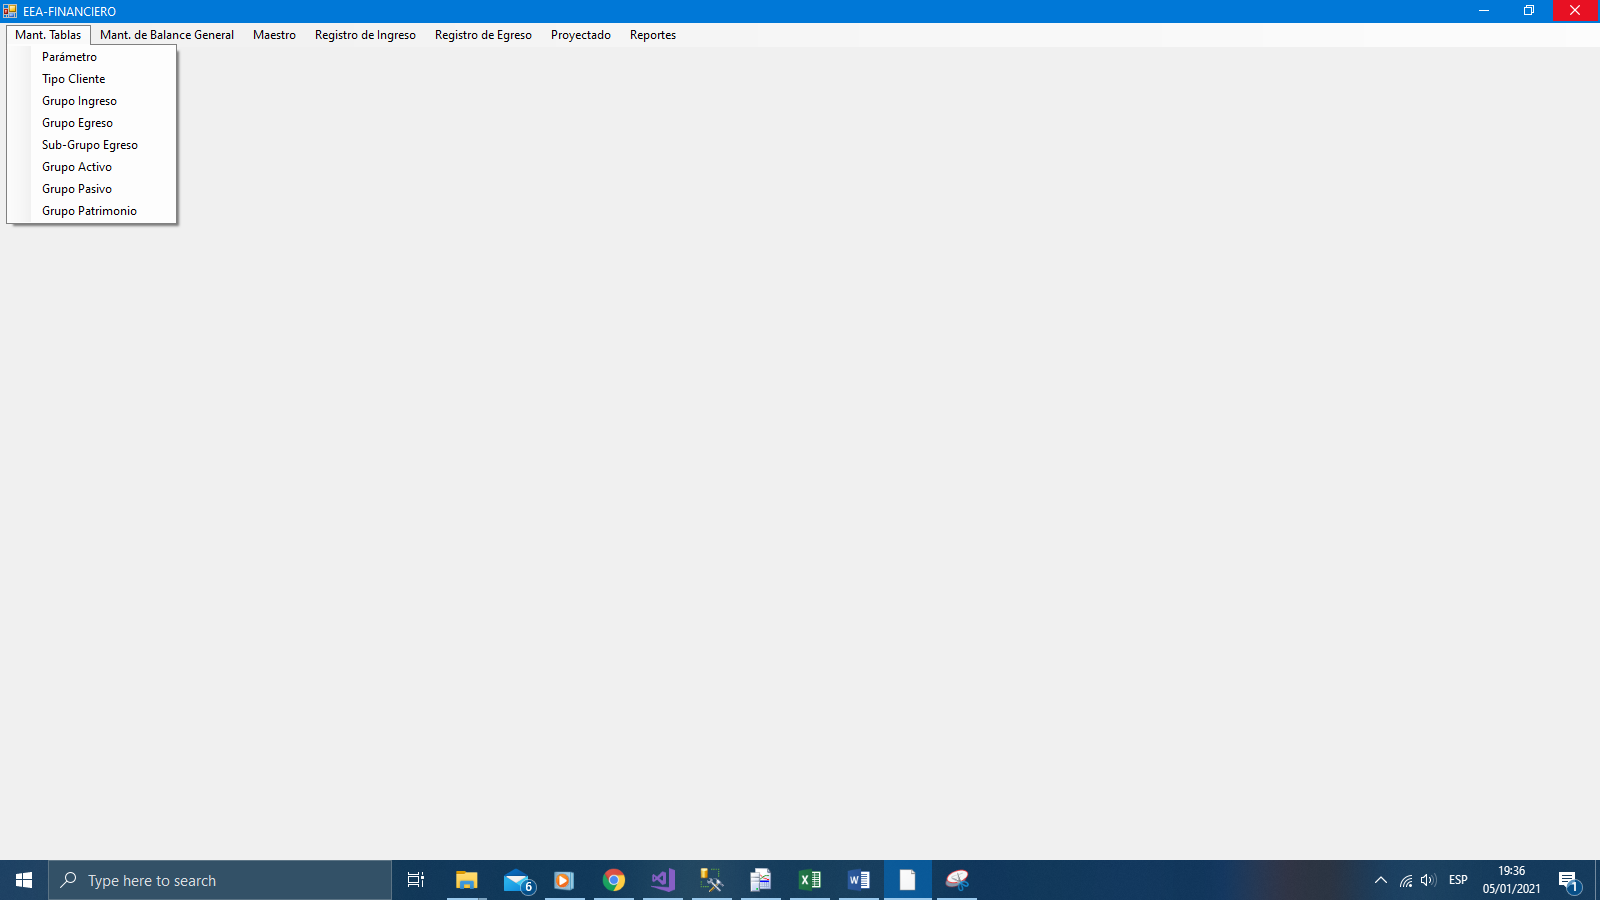 EEA-FINANCIERO
Mant. Tablas Mant. de Balance General Maestro Registro de Ingreso Registro de Egreso Proyectado Reportes
Parámetro
Tipo Cliente
Grupo Ingreso
Grupo Egreso
Sub-Grupo Egreso
Grupo Activo
Grupo Pasivo
Grupo Patrimonio
Type here to search
6
ESP
19:36
05/01/2021
1